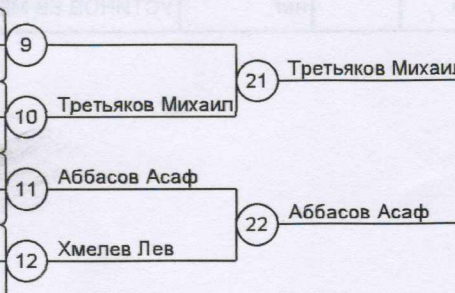 9
21 Третьяков Михаил
10 Третьяков Михаил
11 Аббасов Асаф
22 Аббасов Асаф
12 Хмелев Лев